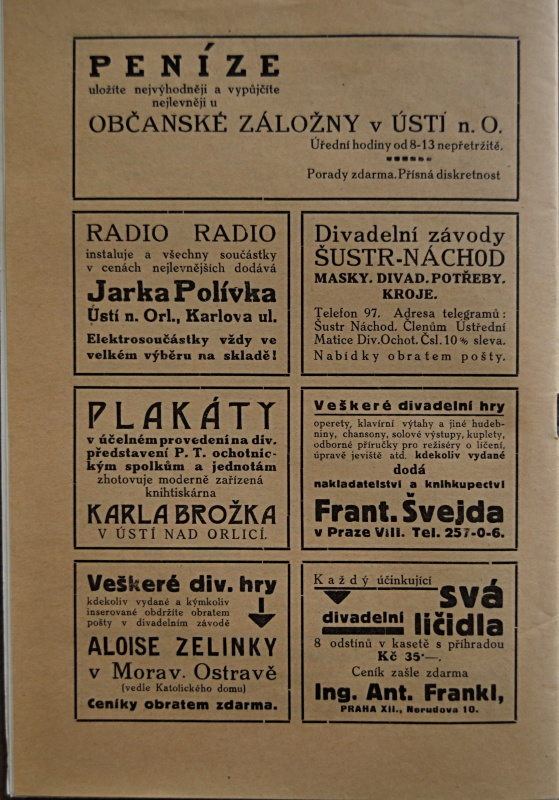 PENÍZE
uložíte nejvýhodněji a vypůjčíte
nejlevněji u
OBČANSKÉ ZÁLOŽNY v ÚSTÍ n. O.
Úřední hodiny od 8-13 nepřetržitě.
Porady zdarma. Přísná diskretnost
RADIO RADIO
instaluje a všechny součástky
v cenách nejlevnějších dodává
Jarka Polívka
Ústí n. Orl., Karlova ul.
Elektrosoučástky vždy ve
velkém výběru na skladě!
Divadelní závody
ŠUSTR-NÁCHOD
MASKY. DIVAD. POTŘEBY.
KROJE.
Telefon 97. Adresa telegramů:
Šustr Náchod. Členům Ústřední
Matice Div. Ochot. Čsl. 10% sleva.
Nabídky obratem pošty.
PLAKÁTY
v účelném provedení na div.
představení P. T. ochotnic-
kým spolkům a jednotám
zhotovuje moderně zařízená
knihtiskárna
KARLA BROŽKA
V ÚSTÍ NAD ORLICÍ.
Veškeré divadelní hry
operety, klavírní výtahy a jiné hudeb-
niny, chansony, solové výstupy, kuplety,
odborné příručky pro režiséry o líčení,
úpravě jeviště atd. kdekoliv vydané
dodá
nakladatelství a knihkupectví
Frant. Švejda
v Praze VIII. Tel. 257-0-6.
Veškeré div. hry
kdekoliv vydané a kýmkoliv
inserované obdržíte obratem
pošty v divadelním závodě
ALOISE ZELINKY
v Morav. Ostravě
(vedle Katolického domu)
Ceníky obratem zdarma.
Každý účinkující
svá
divadelní líčidla
8 odstínů v kasetě s přihradou
Kč 35·—.
Ceník zašle zdarma
Ing. Ant. Frankl,
PRAHA XII., Nerudova 10.